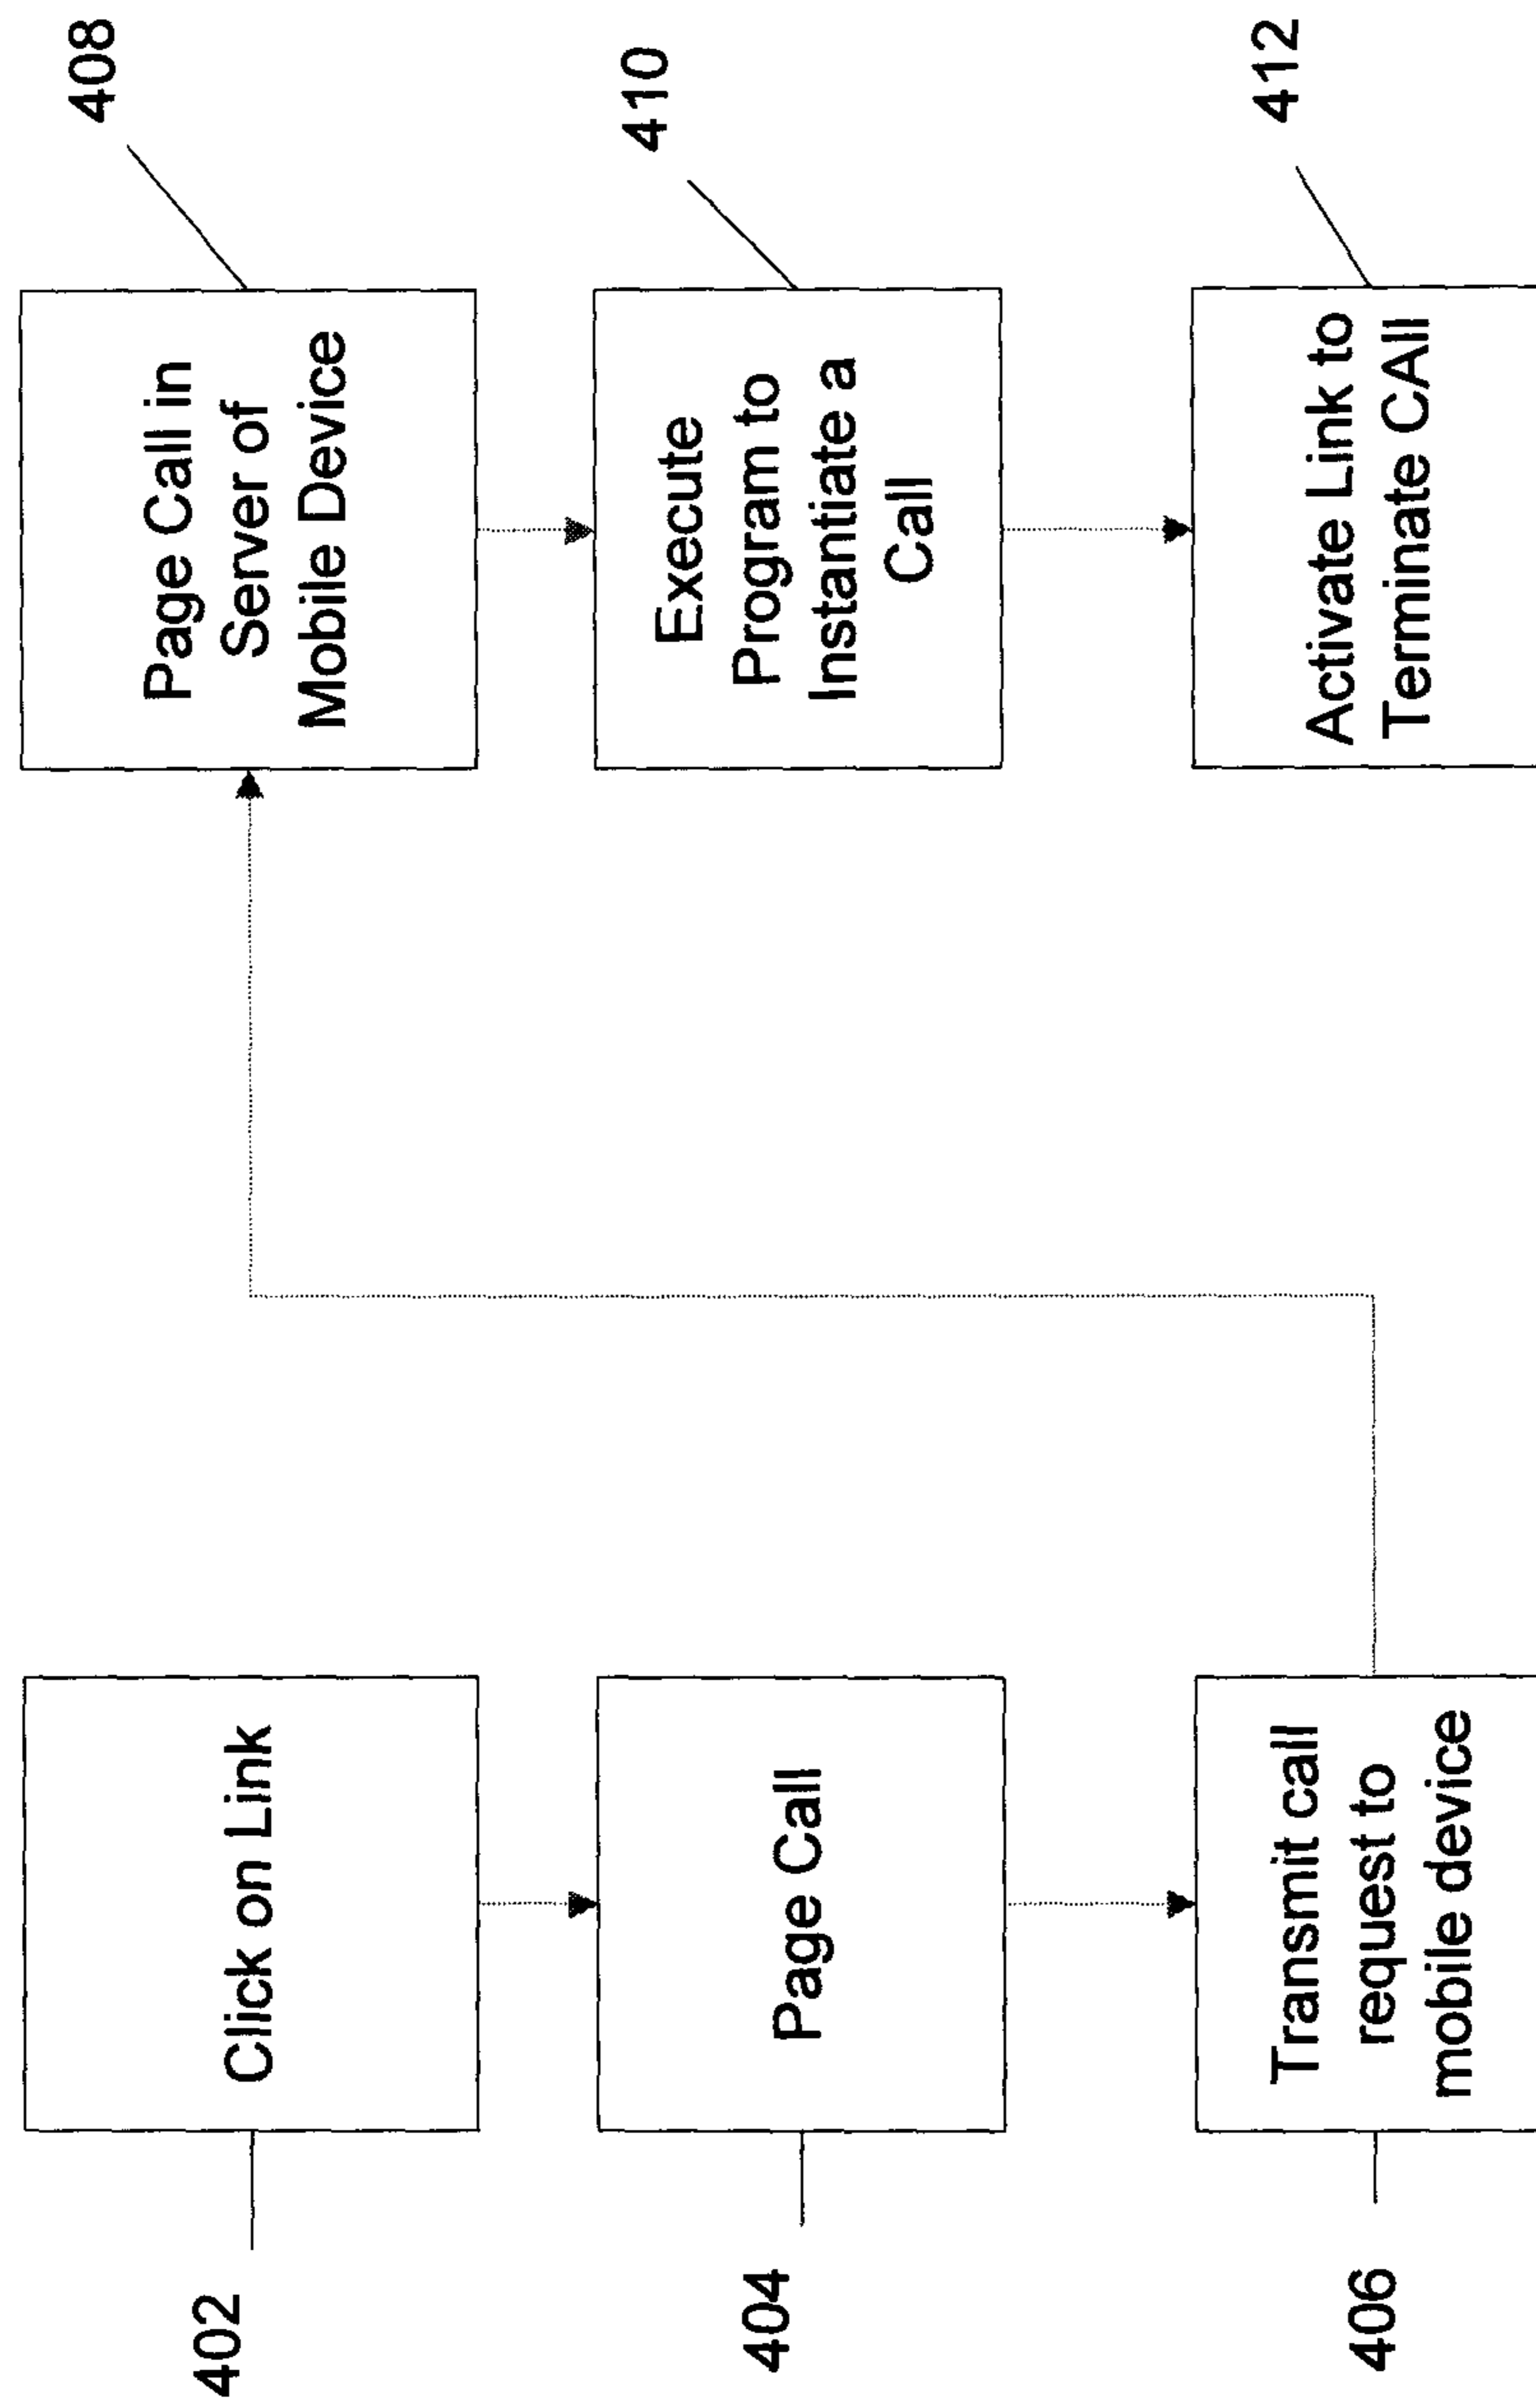 402
Click on Link
404
Page Call
406
Transmit call
request to
mobile device
408
Page Call in
Server of
Mobile Device
410
Execute
Program to
Instantiate a
Call
412
Activate Link to
Terminate CAll